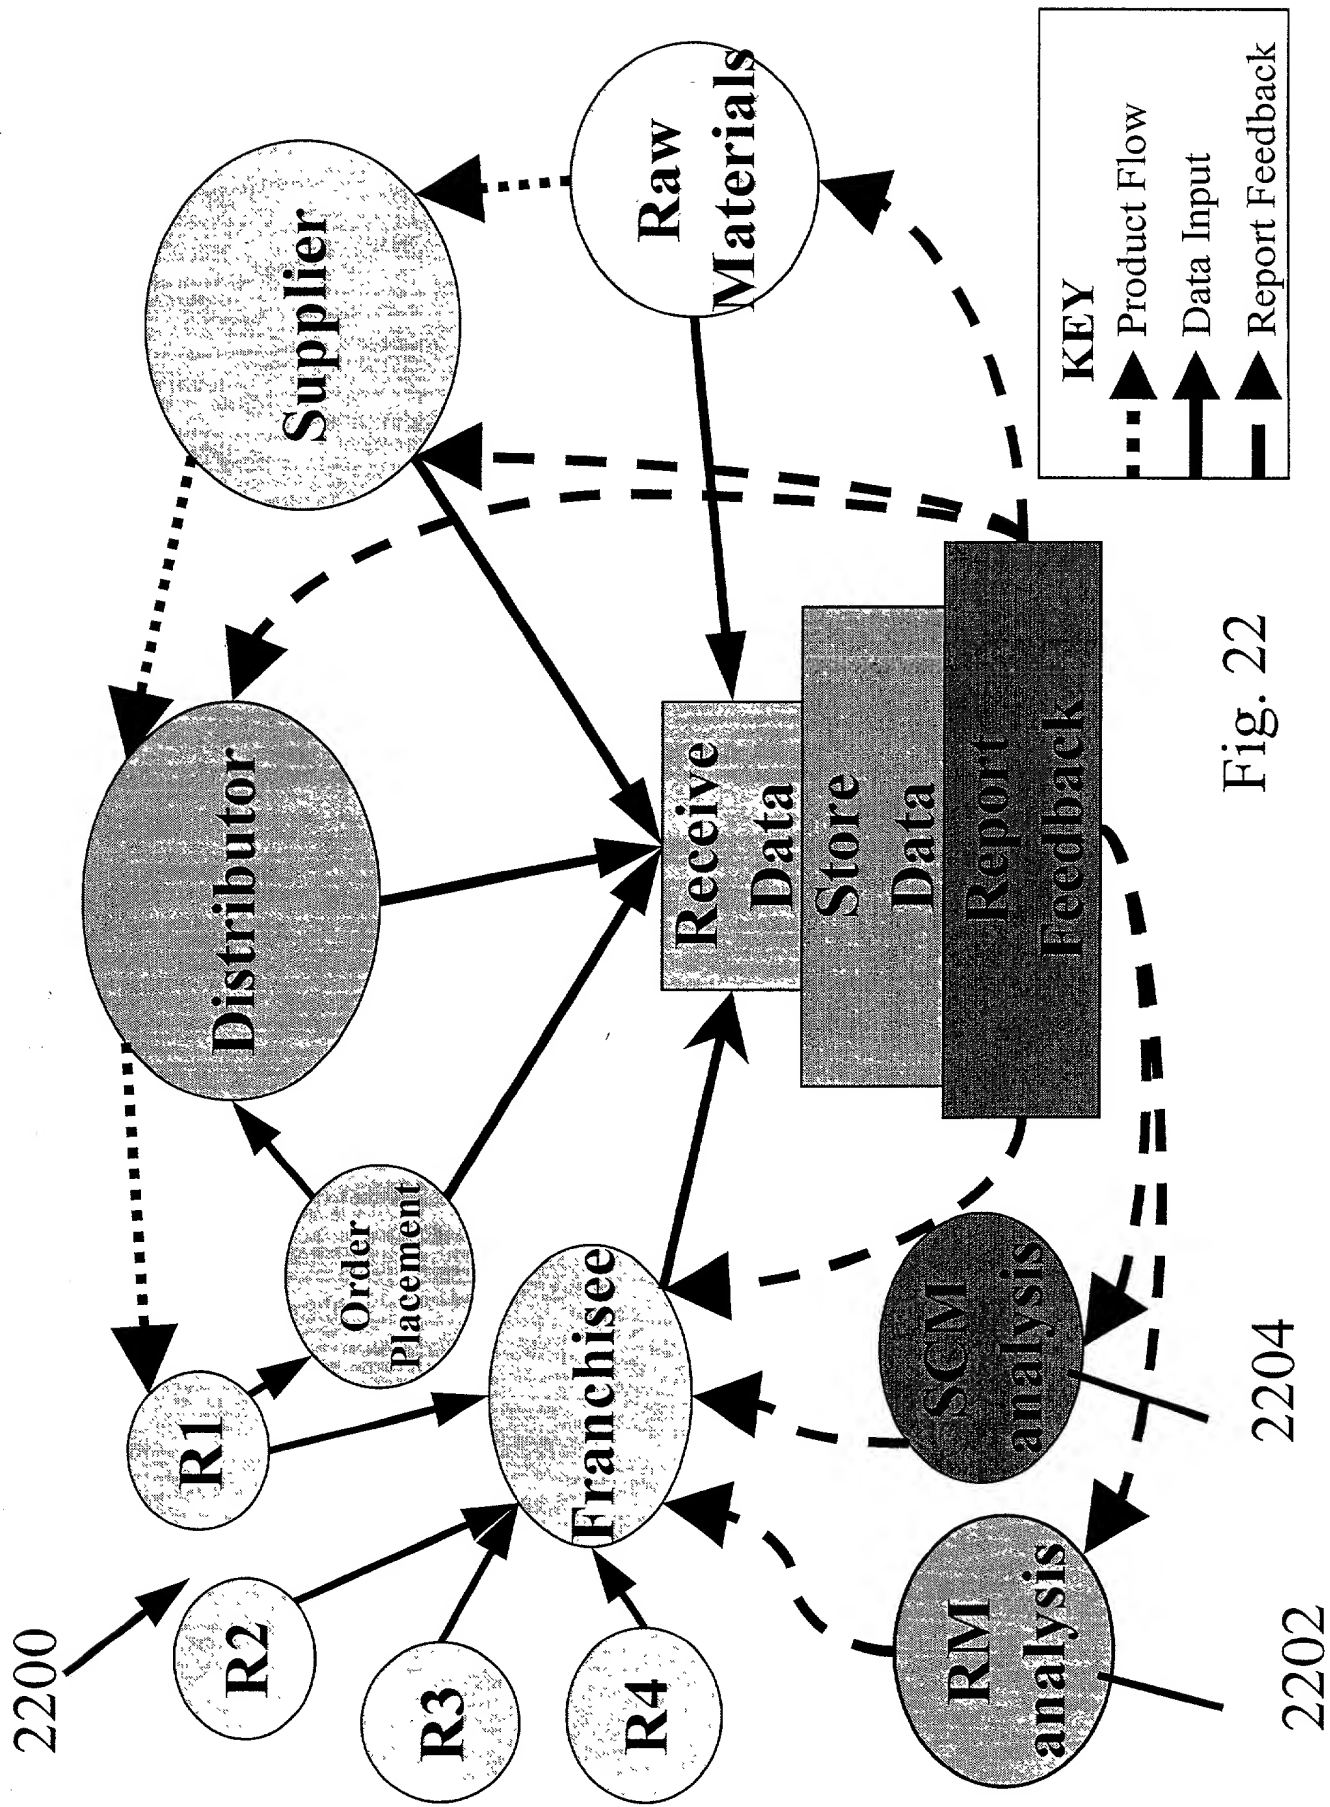 2200
R1
R2
R3
R4
Order
Placement
Distributor
Supplier
Franchisee
Raw
Materials
Receive
Data
Store
Data
Report
Feedback
RM
analysis
SCM
analysis
2202
2204
KEY
Product Flow
Data Input
Report Feedback
Fig. 22